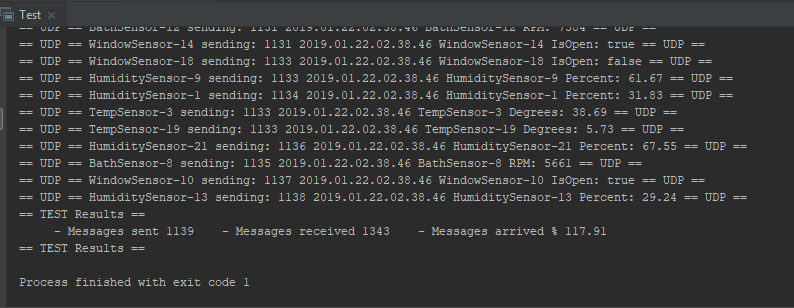 Test
== UDP == BathSensor-12 sending: 1131 2019.01.22.02.38.46 BathSensor-12 RPM: 7584 == UDP ==
== UDP == WindowSensor-14 sending: 1131 2019.01.22.02.38.46 WindowSensor-14 IsOpen: true == UDP ==
== UDP == WindowSensor-18 sending: 1133 2019.01.22.02.38.46 WindowSensor-18 IsOpen: false == UDP ==
== UDP == HumiditySensor-9 sending: 1133 2019.01.22.02.38.46 HumiditySensor-9 Percent: 61.67 == UDP ==
== UDP == HumiditySensor-1 sending: 1134 2019.01.22.02.38.46 HumiditySensor-1 Percent: 31.83 == UDP ==
== UDP == TempSensor-3 sending: 1133 2019.01.22.02.38.46 TempSensor-3 Degrees: 38.69 == UDP ==
== UDP == TempSensor-19 sending: 1133 2019.01.22.02.38.46 TempSensor-19 Degrees: 5.73 == UDP ==
== UDP == HumiditySensor-21 sending: 1136 2019.01.22.02.38.46 HumiditySensor-21 Percent: 67.55 == UDP ==
== UDP == BathSensor-8 sending: 1135 2019.01.22.02.38.46 BathSensor-8 RPM: 5661 == UDP ==
== UDP == WindowSensor-10 sending: 1137 2019.01.22.02.38.46 WindowSensor-10 IsOpen: true == UDP ==
== UDP == HumiditySensor-13 sending: 1138 2019.01.22.02.38.46 HumiditySensor-13 Percent: 29.24 == UDP ==
== TEST Results ==
- Messages sent 1139 - Messages received 1343 - Messages arrived % 117.91
== TEST Results ==
Process finished with exit code 1